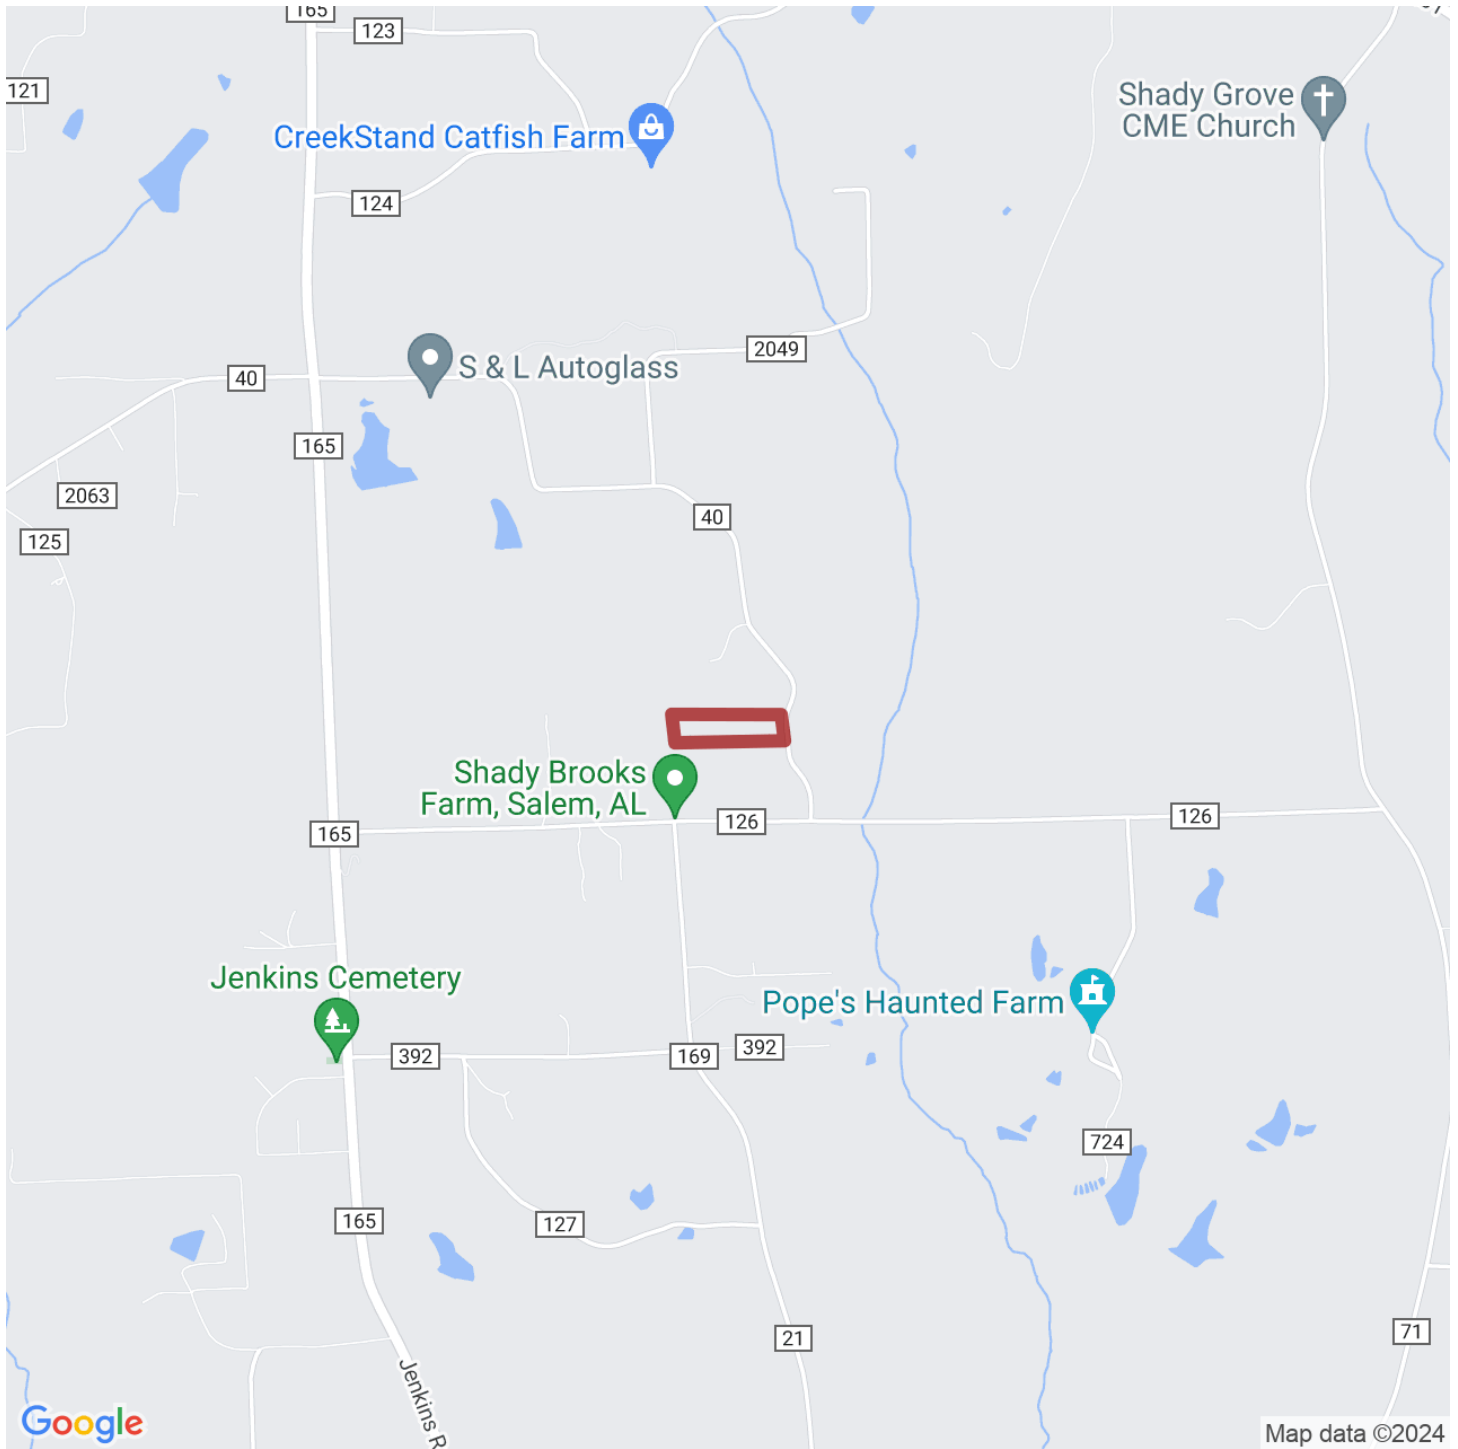 165
123
121
Shady Grove
CME Church
CreekStand Catfish Farm
124
2049
S & L Autoglass
40
165
2063
40
125
Shady Brooks
Farm, Salem, AL
126
126
165
Jenkins Cemetery
Pope's Haunted Farm
392
169
392
724
165
127
21
71
Jenkins R
Google
Map data ©2024